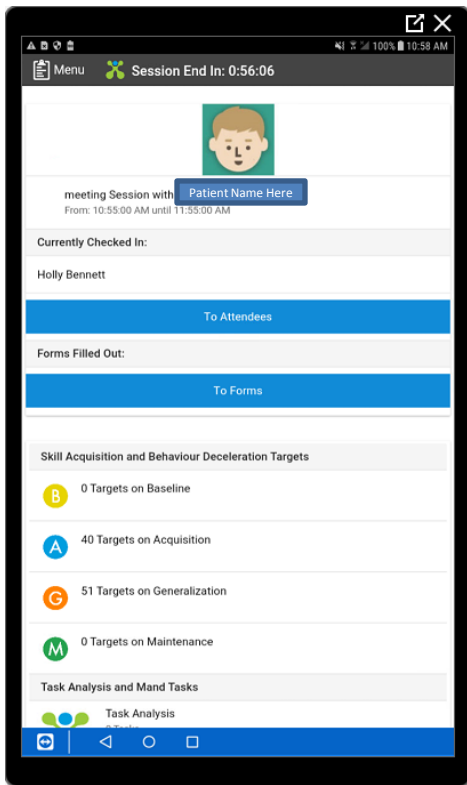 100% 10:58 AM
Menu Session End In: 0:56:06
meeting Session with Patient Name Here
From: 10:55:00 AM until 11:55:00 AM
Currently Checked In:
Holly Bennett
To Attendees
Forms Filled Out:
To Forms
Skill Acquisition and Behaviour Deceleration Targets
B 0 Targets on Baseline
A 40 Targets on Acquisition
G 51 Targets on Generalization
M 0 Targets on Maintenance
Task Analysis and Mand Tasks
Task Analysis
0 Tasks